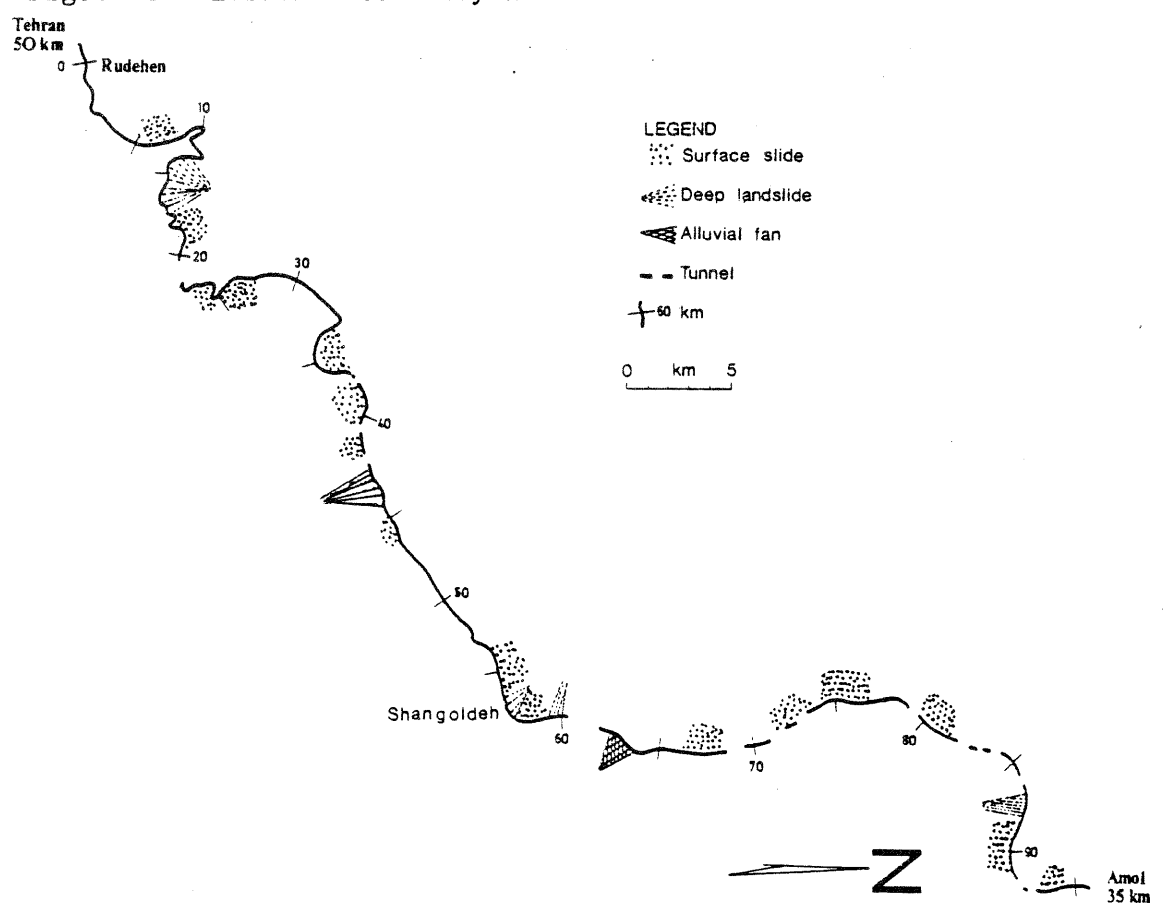 Tehran
50 km
0
Rudehen
10
20
30
40
50
Shangoldeh
60
70
80
90
Amol
35 km
LEGEND
Surface slide
Deep landslide
Alluvial fan
Tunnel
60 km
0 km 5
N